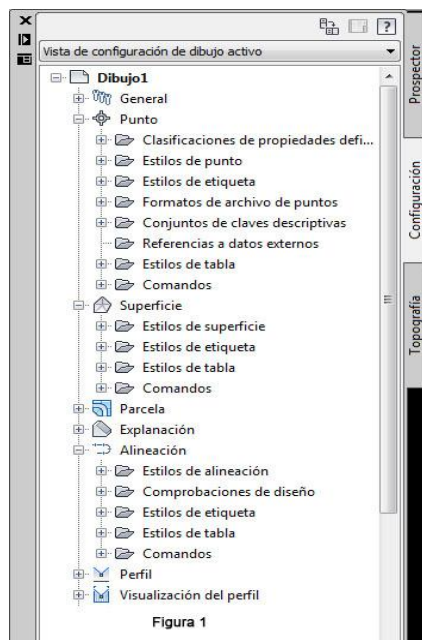 Vista de configuración de dibujo activo
Dibujo1
General
Punto
Clasificaciones de propiedades defi...
Estilos de punto
Estilos de etiqueta
Formatos de archivo de puntos
Conjuntos de claves descriptivas
Referencias a datos externos
Estilos de tabla
Comandos
Superficie
Estilos de superficie
Estilos de etiqueta
Estilos de tabla
Comandos
Parcela
Explanación
Alineación
Estilos de alineación
Comprobaciones de diseño
Estilos de etiqueta
Estilos de tabla
Comandos
Perfil
Visualización del perfil
Figura 1
Prospector
Configuración
Topografía